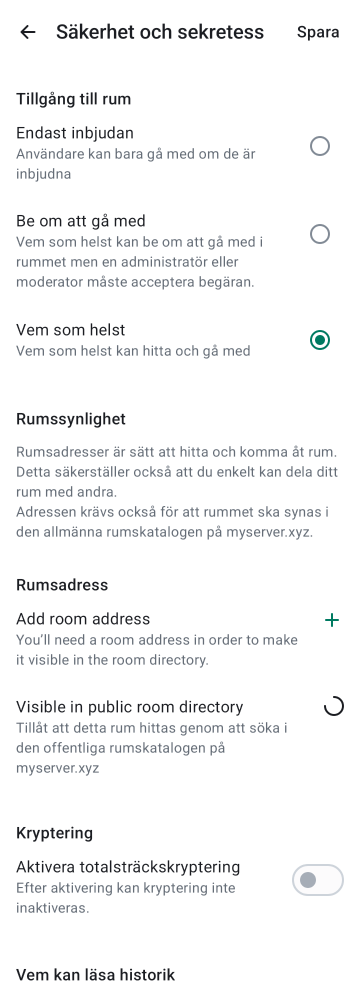 Säkerhet och sekretess
Spara
Tillgång till rum
Endast inbjudan
Användare kan bara gå med om de är
inbjudna
Be om att gå med
Vem som helst kan be om att gå med i
rummet men en administratör eller
moderator måste acceptera begäran.
Vem som helst
Vem som helst kan hitta och gå med
Rumssynlighet
Rumsadresser är sätt att hitta och komma åt rum.
Detta säkerställer också att du enkelt kan dela ditt
rum med andra.
Adressen krävs också för att rummet ska synas i
den allmänna rumskatalogen på myserver.xyz.
Rumsadress
Add room address
You’ll need a room address in order to make
it visible in the room directory.
Visible in public room directory
Tillåt att detta rum hittas genom att söka i
den offentliga rumskatalogen på
myserver.xyz
Kryptering
Aktivera totalsträckskryptering
Efter aktivering kan kryptering inte
inaktiveras.
Vem kan läsa historik